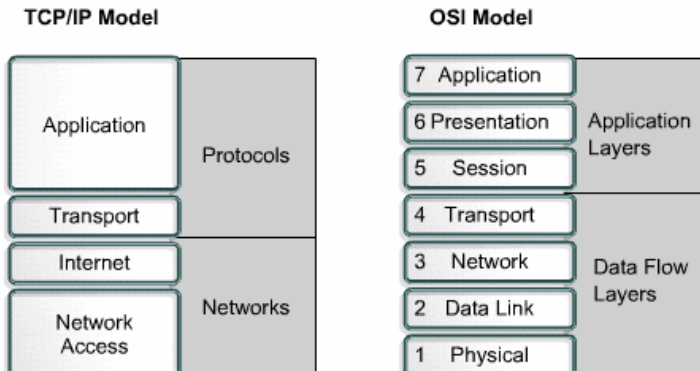 TCP/IP Model
Application
Transport
Internet
Network
Access
Protocols
Networks
OSI Model
7 Application
6 Presentation
5 Session
4 Transport
3 Network
2 Data Link
1 Physical
Application
Layers
Data Flow
Layers